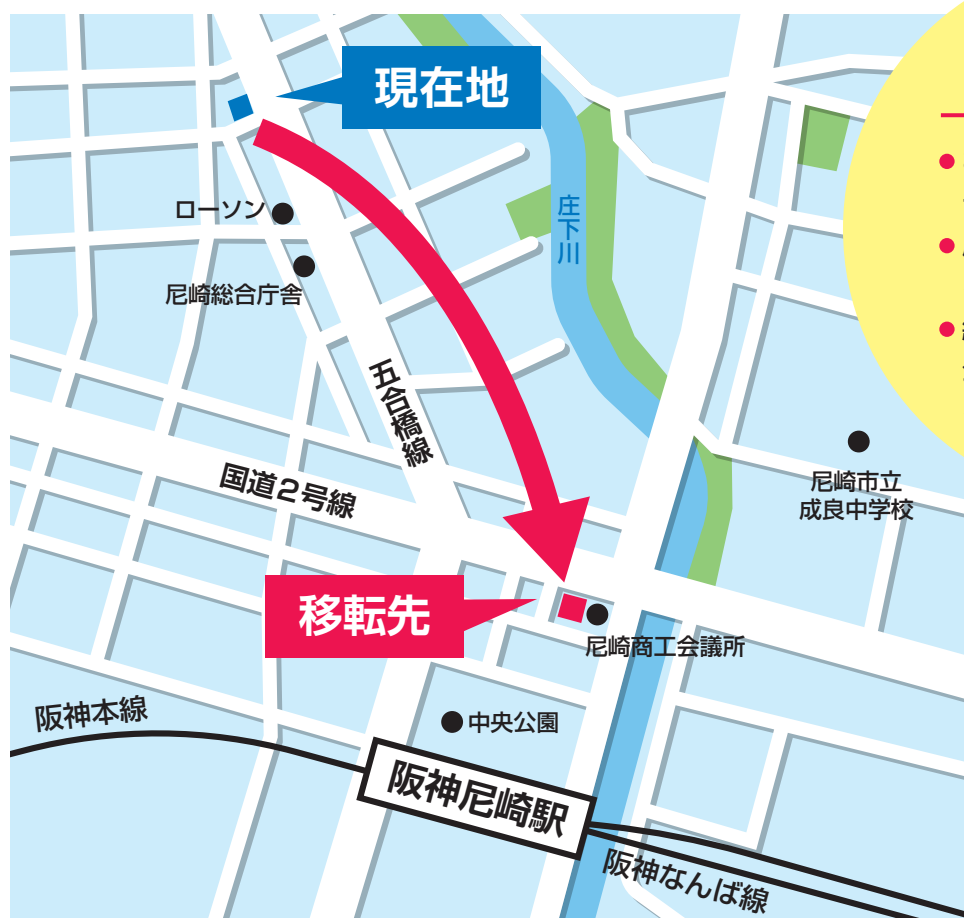 現在地
ローソン
庄下川
尼崎総合庁舎
五合橋線
国道2号線
尼崎市立
成良中学校
移転先
尼崎商工会議所
阪神本線
中央公園
阪神尼崎駅
阪神なんば線